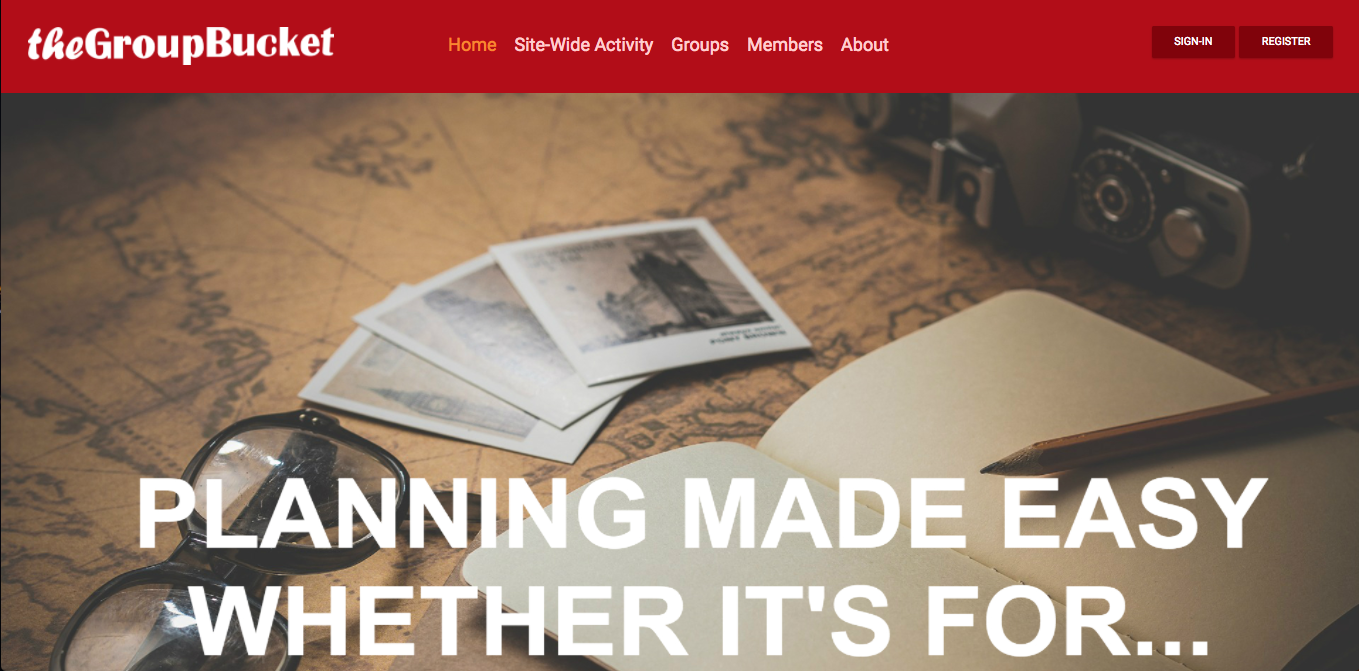 theGroupBucket
Home Site-Wide Activity Groups Members About
SIGN-IN REGISTER
PLANNING MADE EASY
WHETHER IT'S FOR...